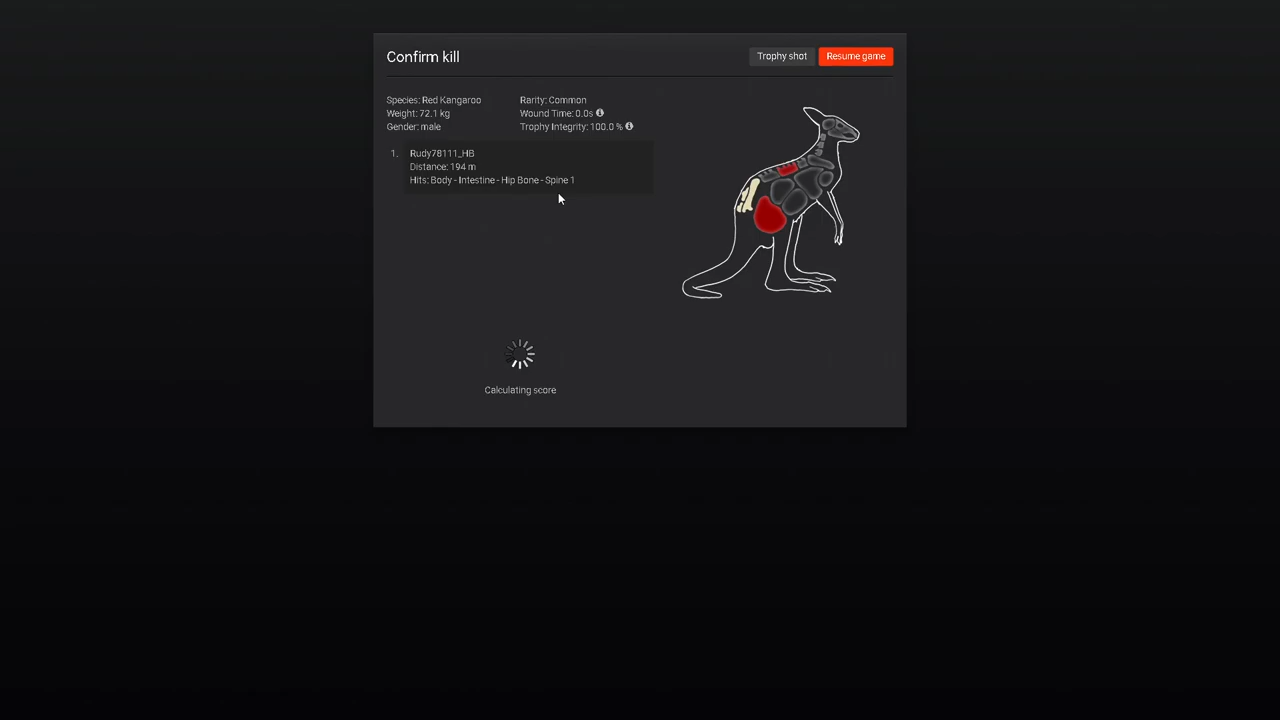 Confirm kill
Trophy shot
Resume game
Species: Red Kangaroo
Weight: 72.1 kg
Gender: male
Rarity: Common
Wound Time: 0.0s
Trophy Integrity: 100.0 %
1. Rudy78111_HB
Distance: 194 m
Hits: Body - Intestine - Hip Bone - Spine 1
Calculating score